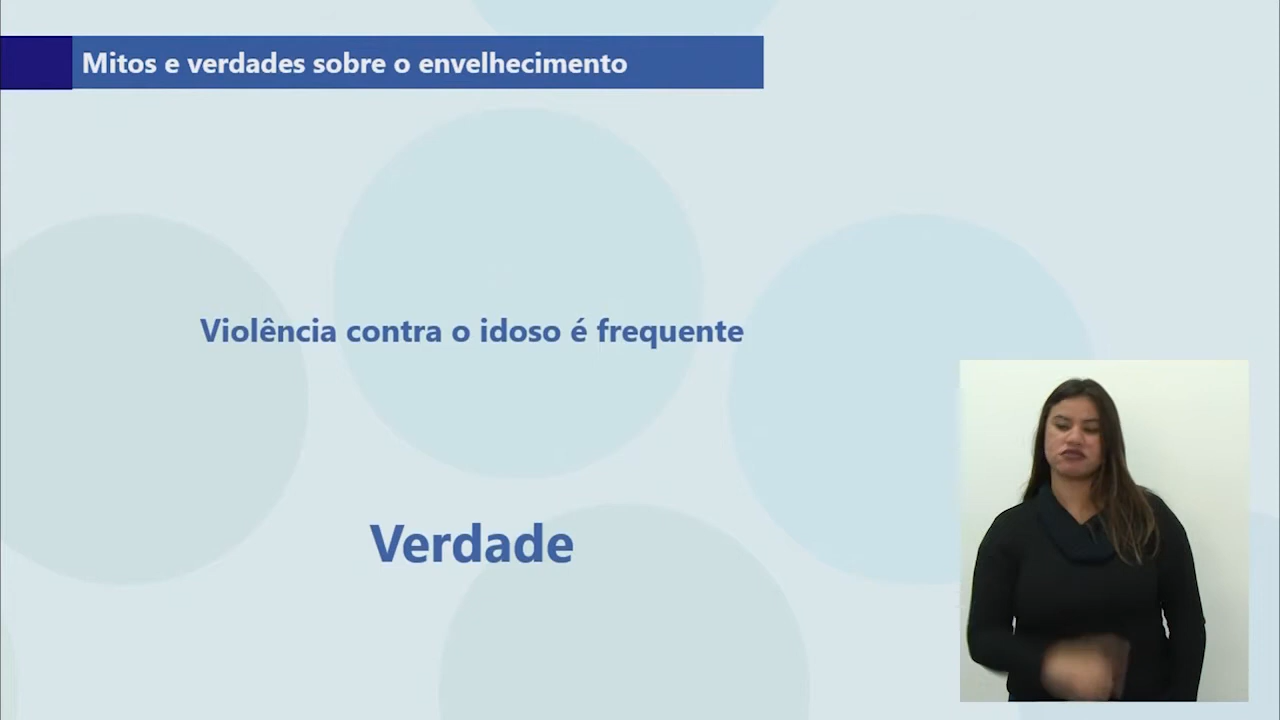 Mitos e verdades sobre o envelhecimento
Violência contra o idoso é frequente
Verdade